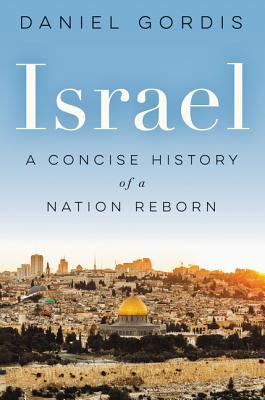 DANIEL GORDIS
Israel
A CONCISE HISTORY
of a
NATION REBORN